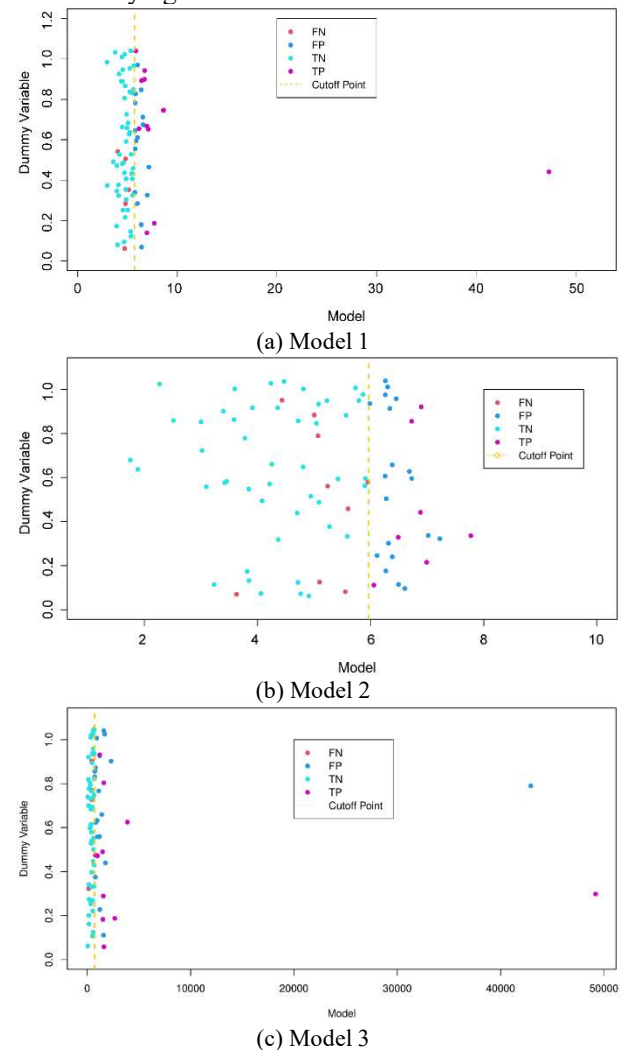 FN
FP
TN
TP
Cutoff Point
Dummy Variable
0.0 0.2 0.4 0.6 0.8 1.0 1.2
0 10 20 30 40 50
Model
(a) Model 1
FN
FP
TN
TP
Cutoff Point
Dummy Variable
0.0 0.2 0.4 0.6 0.8 1.0
2 4 6 8 10
Model
(b) Model 2
FN
FP
TN
TP
Cutoff Point
Dummy Variable
0.0 0.2 0.4 0.6 0.8 1.0
0 10000 20000 30000 40000 50000
Model
(c) Model 3